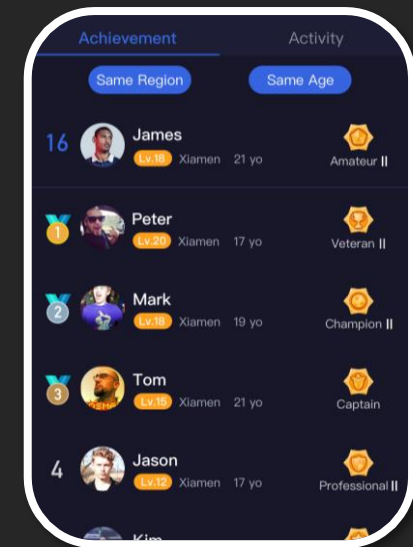 Achievement Activity
Same Region Same Age
16 James
Lv.18 Xiamen 21 yo Amateur II
1 Peter
Lv.20 Xiamen 17 yo Veteran II
2 Mark
Lv.18 Xiamen 19 yo Champion II
3 Tom
Lv.15 Xiamen 21 yo Captain
4 Jason
Lv.12 Xiamen 17 yo Professional II
Kim